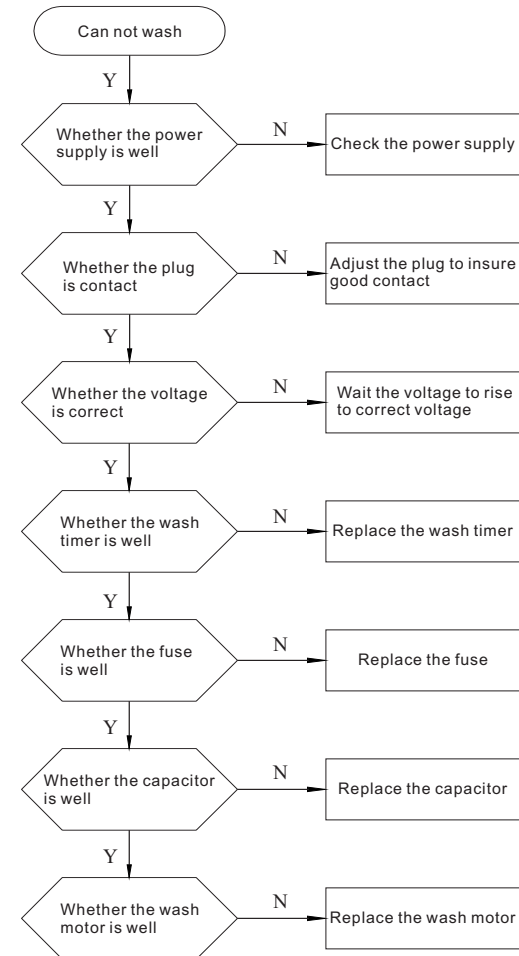 Can not wash
Y
Whether the power
supply is well
N
Check the power supply
Y
Whether the plug
is contact
N
Adjust the plug to insure
good contact
Y
Whether the voltage
is correct
N
Wait the voltage to rise
to correct voltage
Y
Whether the wash
timer is well
N
Replace the wash timer
Y
Whether the fuse
is well
N
Replace the fuse
Y
Whether the capacitor
is well
N
Replace the capacitor
Y
Whether the wash
motor is well
N
Replace the wash motor